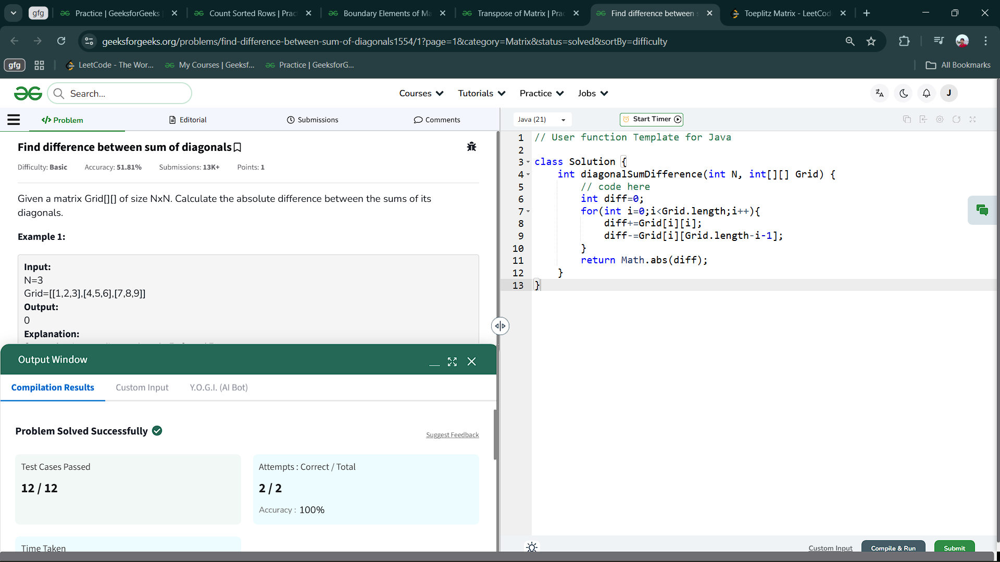 gfg
Practice | GeeksforGeeks
Count Sorted Rows | Prac
Boundary Elements of Ma
Transpose of Matrix | Prac
Find difference between s
Toeplitz Matrix - LeetCod
geeksforgeeks.org/problems/find-difference-between-sum-of-diagonals1554/1?page=1&category=Matrix&status=solved&sortBy=difficulty
gfg
LeetCode - The Wor...
My Courses | Geeksf...
Practice | GeeksforG...
All Bookmarks
Search...
Courses
Tutorials
Practice
Jobs
J
Problem
Editorial
Submissions
Comments
Java (21)
Start Timer
Find difference between sum of diagonals
Difficulty: Basic
Accuracy: 51.81%
Submissions: 13K+
Points: 1
Given a matrix Grid[][] of size NxN. Calculate the absolute difference between the sums of its
diagonals.
Example 1:
Input:
N=3
Grid=[[1,2,3],[4,5,6],[7,8,9]]
Output:
0
Explanation:
Output Window
Compilation Results
Custom Input
Y.O.G.I. (AI Bot)
Problem Solved Successfully
Suggest Feedback
Test Cases Passed
12 / 12
Attempts : Correct / Total
2 / 2
Accuracy : 100%
Time Taken
1 // User function Template for Java
2
3 class Solution {
4 int diagonalSumDifference(int N, int[][] Grid) {
5 // code here
6 int diff=0;
7 for(int i=0;i<Grid.length;i++){
8 diff+=Grid[i][i];
9 diff-=Grid[i][Grid.length-i-1];
10 }
11 return Math.abs(diff);
12 }
13 }
Custom Input
Compile & Run
Submit